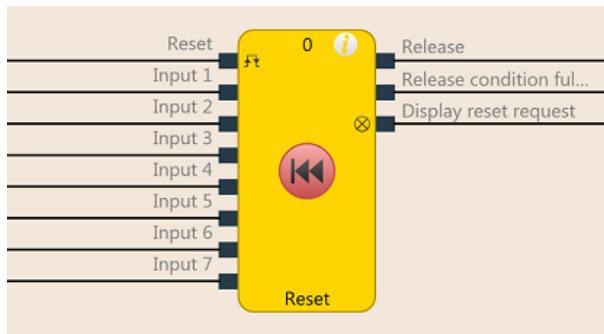 Reset
Input 1
Input 2
Input 3
Input 4
Input 5
Input 6
Input 7
0 i
Reset
Release
Release condition ful...
Display reset request